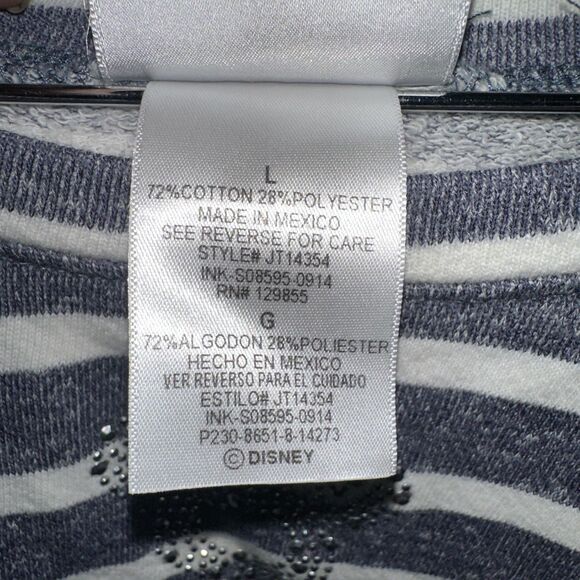 L
72%COTTON 28%POLYESTER
MADE IN MEXICO
SEE REVERSE FOR CARE
STYLE# JT14354
INK-S08595-0914
RN# 129855
G
72%ALGODON 28%POLIESTER
HECHO EN MEXICO
VER REVERSO PARA EL CUIDADO
ESTILO# JT14354
INK-S08595-0914
P230-8651-8-14273
© DISNEY